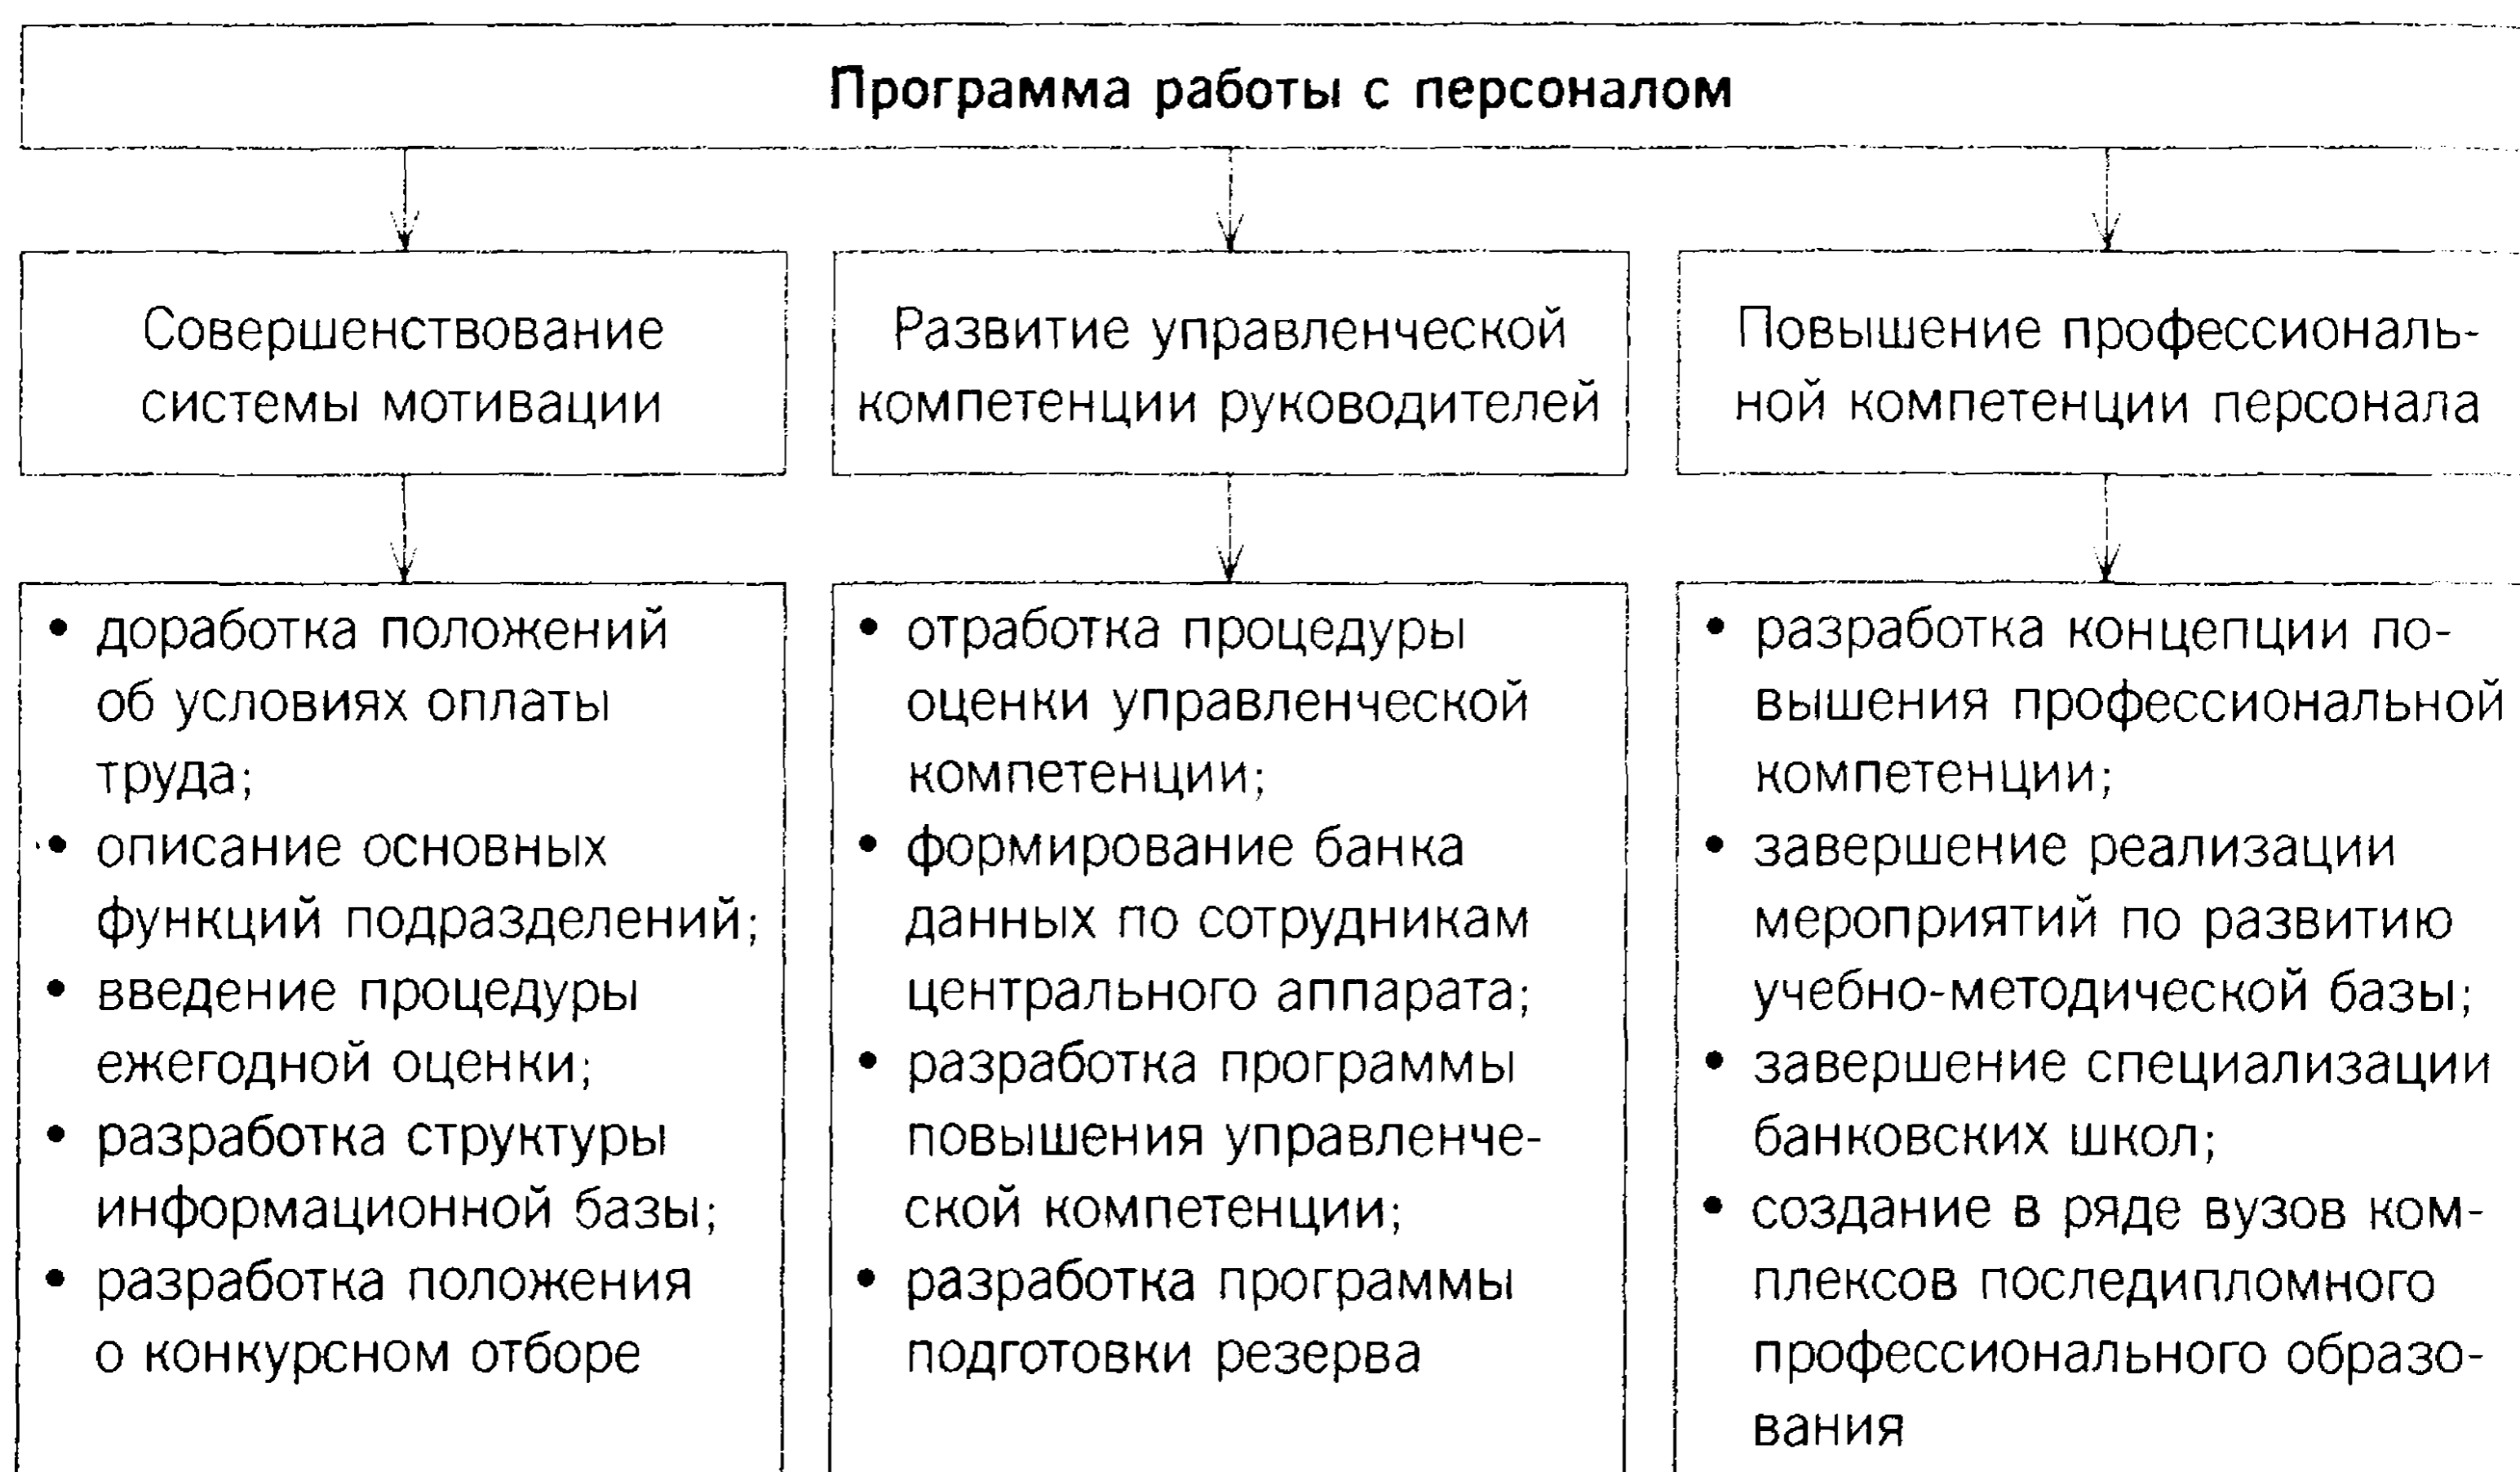 Программа работы с персоналом
Совершенствование
системы мотивации
Развитие управленческой
компетенции руководителей
Повышение профессиональ-
ной компетенции персонала
• доработка положений
об условиях оплаты
труда;
• описание основных
функций подразделений;
• введение процедуры
ежегодной оценки;
• разработка структуры
информационной базы;
• разработка положения
о конкурсном отборе
• отработка процедуры
оценки управленческой
компетенции;
• формирование банка
данных по сотрудникам
центрального аппарата;
• разработка программы
повышения управленче-
ской компетенции;
• разработка программы
подготовки резерва
• разработка концепции по-
вышения профессиональной
компетенции;
• завершение реализации
мероприятий по развитию
учебно-методической базы;
• завершение специализации
банковских школ;
• создание в ряде вузов ком-
плексов последипломного
профессионального образо-
вания